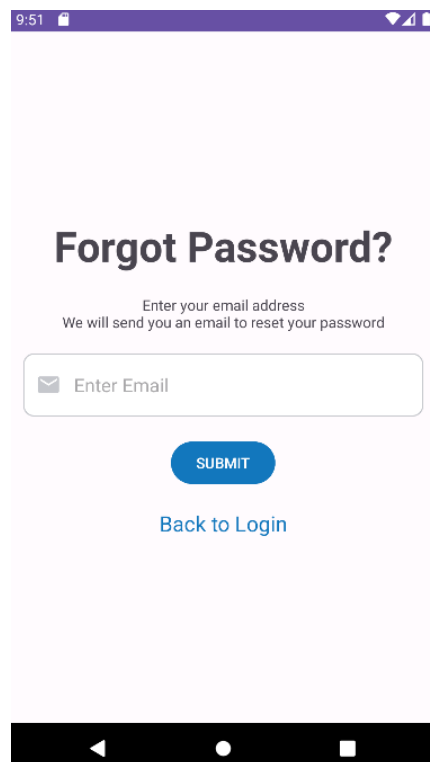 9:51
Forgot Password?
Enter your email address
We will send you an email to reset your password
Enter Email
SUBMIT
Back to Login